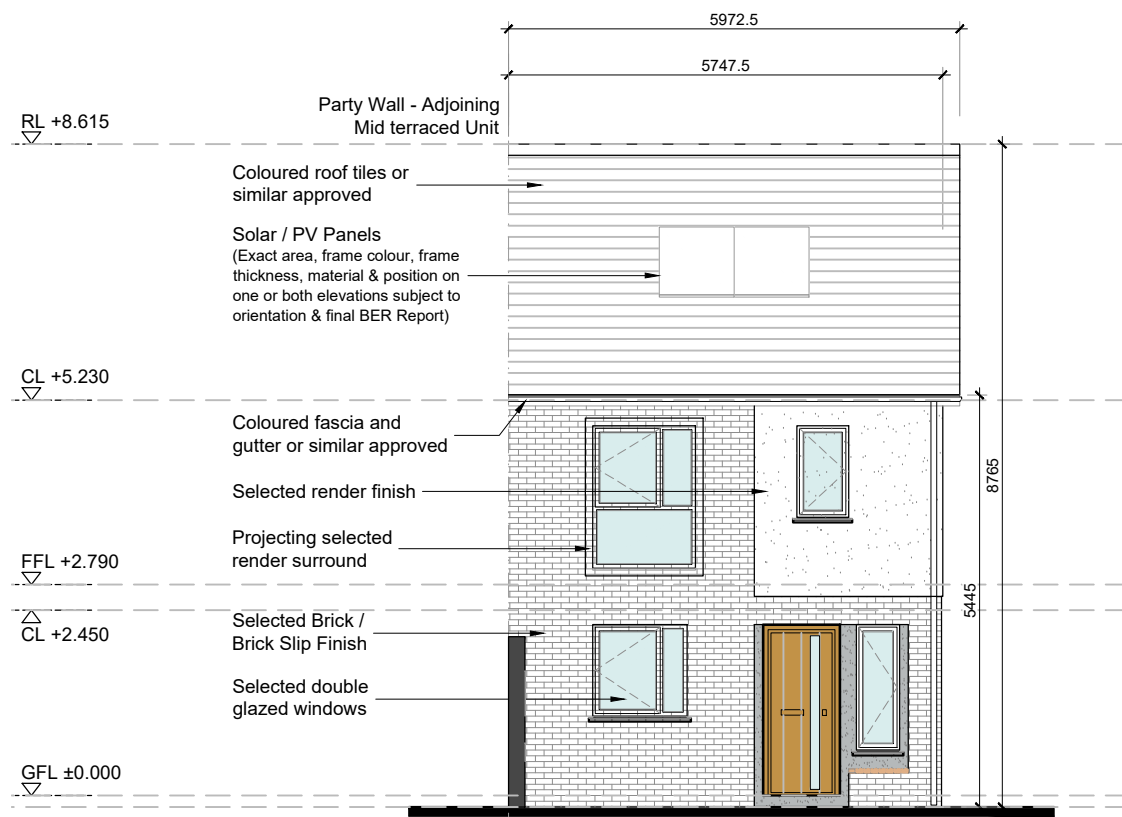 5972.5
5747.5
Party Wall - Adjoining
Mid terraced Unit
RL +8.615
Coloured roof tiles or
similar approved
Solar / PV Panels
(Exact area, frame colour, frame
thickness, material & position on
one or both elevations subject to
orientation & final BER Report)
CL +5.230
Coloured fascia and
gutter or similar approved
Selected render finish
Projecting selected
render surround
FFL +2.790
CL +2.450
Selected Brick /
Brick Slip Finish
Selected double
glazed windows
GFL ±0.000
5445
8765